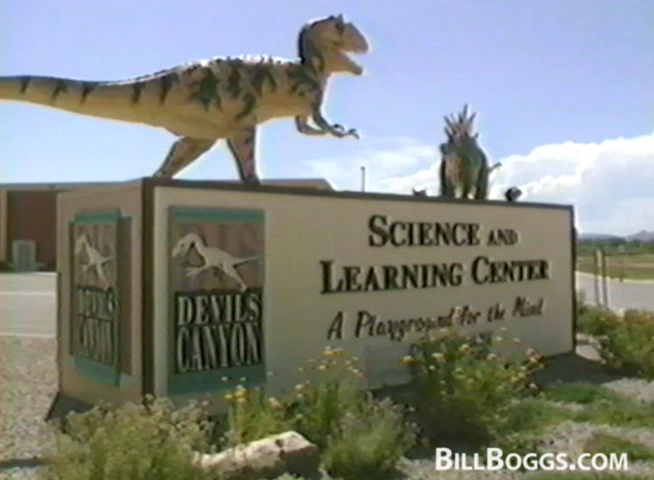 DEVILS
CANYON
DEVILS
CANYON
SCIENCE AND
LEARNING CENTER
A Playground for the Mind
BILLBOGGS.COM